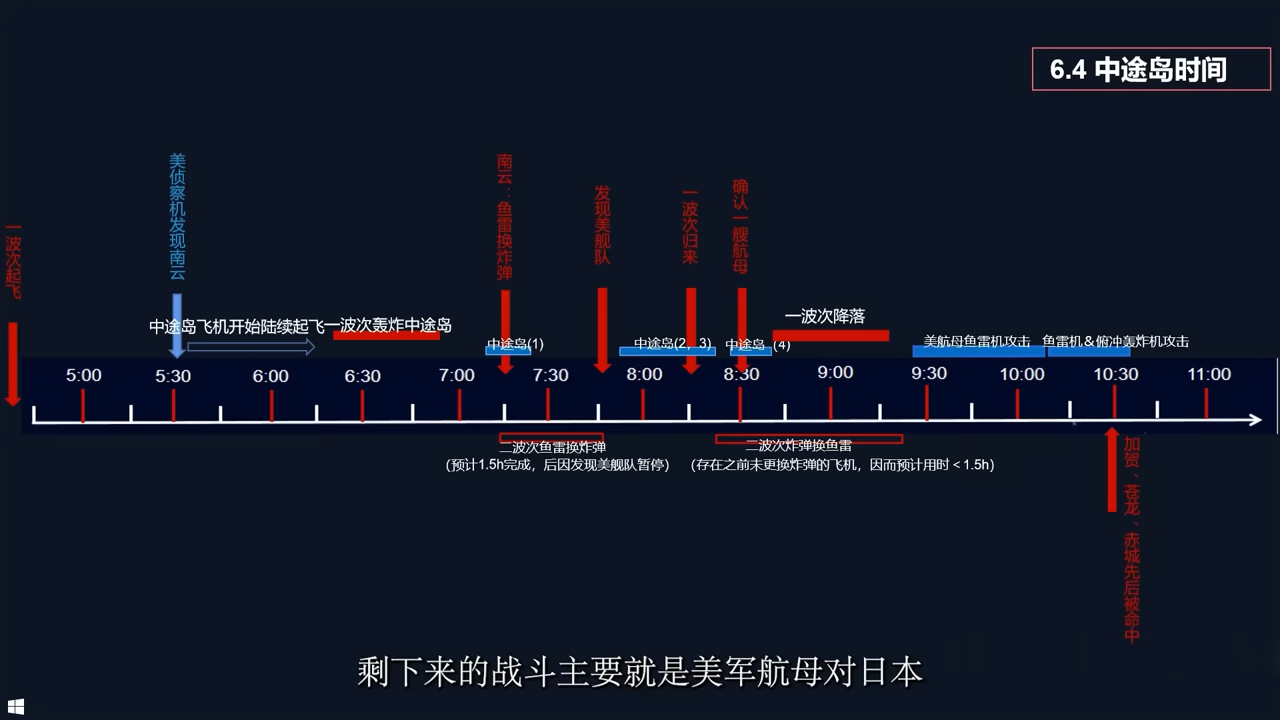 6.4 中途岛时间
一波次起飞
美侦察机发现南云
南云：鱼雷换炸弹
发现美舰队
一波次归来
确认一艘航母
中途岛飞机开始陆续起飞
一波次轰炸中途岛
中途岛(1)
中途岛(2，3)
中途岛 (4)
一波次降落
美航母鱼雷机攻击
鱼雷机＆俯冲轰炸机攻击
5:00 5:30 6:00 6:30 7:00 7:30 8:00 8:30 9:00 9:30 10:00 10:30 11:00
二波次鱼雷换炸弹
(预计1.5h完成，后因发现美舰队暂停)
二波次炸弹换鱼雷
(存在之前未更换炸弹的飞机，因而预计用时＜1.5h)
加贺、苍龙、赤城先后被命中
剩下来的战斗主要就是美军航母对日本